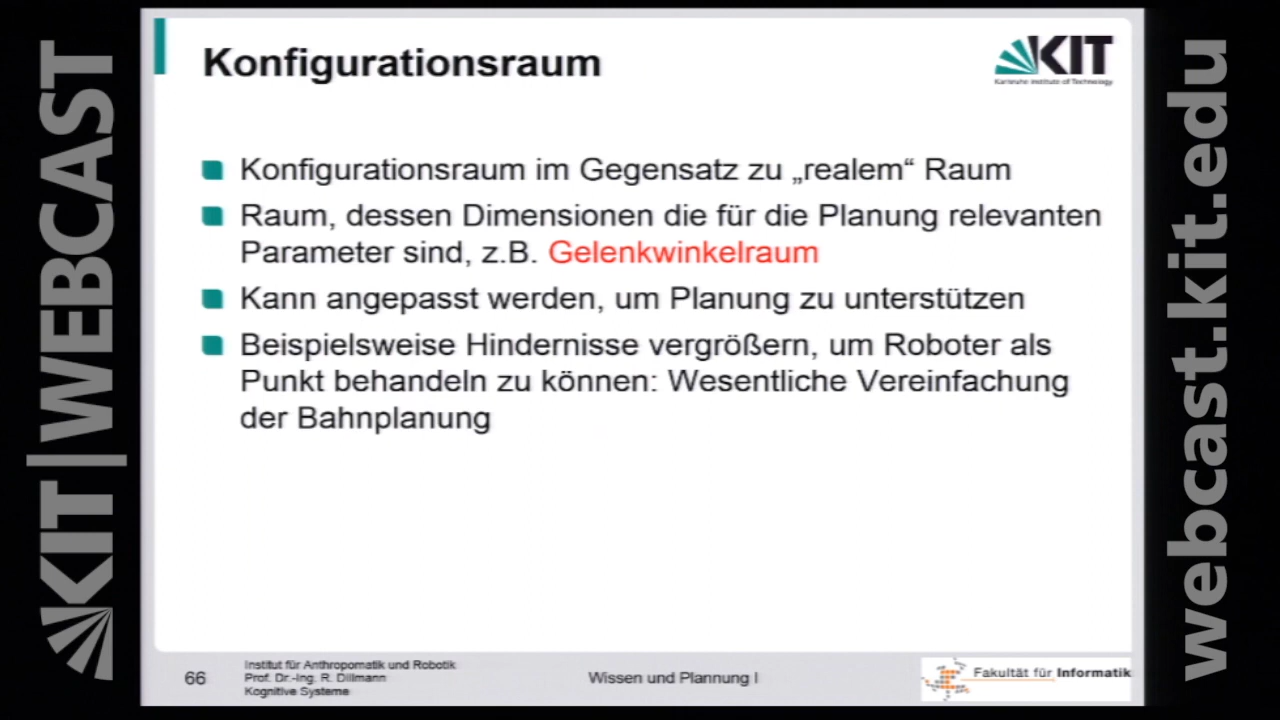 KIT|WEBCAST
Konfigurationsraum
KIT
Karlsruhe Institute of Technology
Konfigurationsraum im Gegensatz zu „realem“ Raum
Raum, dessen Dimensionen die für die Planung relevanten
Parameter sind, z.B. Gelenkwinkelraum
Kann angepasst werden, um Planung zu unterstützen
Beispielsweise Hindernisse vergrößern, um Roboter als
Punkt behandeln zu können: Wesentliche Vereinfachung
der Bahnplanung
66
Institut für Anthropomatik und Robotik
Prof. Dr.-Ing. R. Dillmann
Kognitive Systeme
Wissen und Plannung I
Fakultät für Informatik
webcast.kit.edu